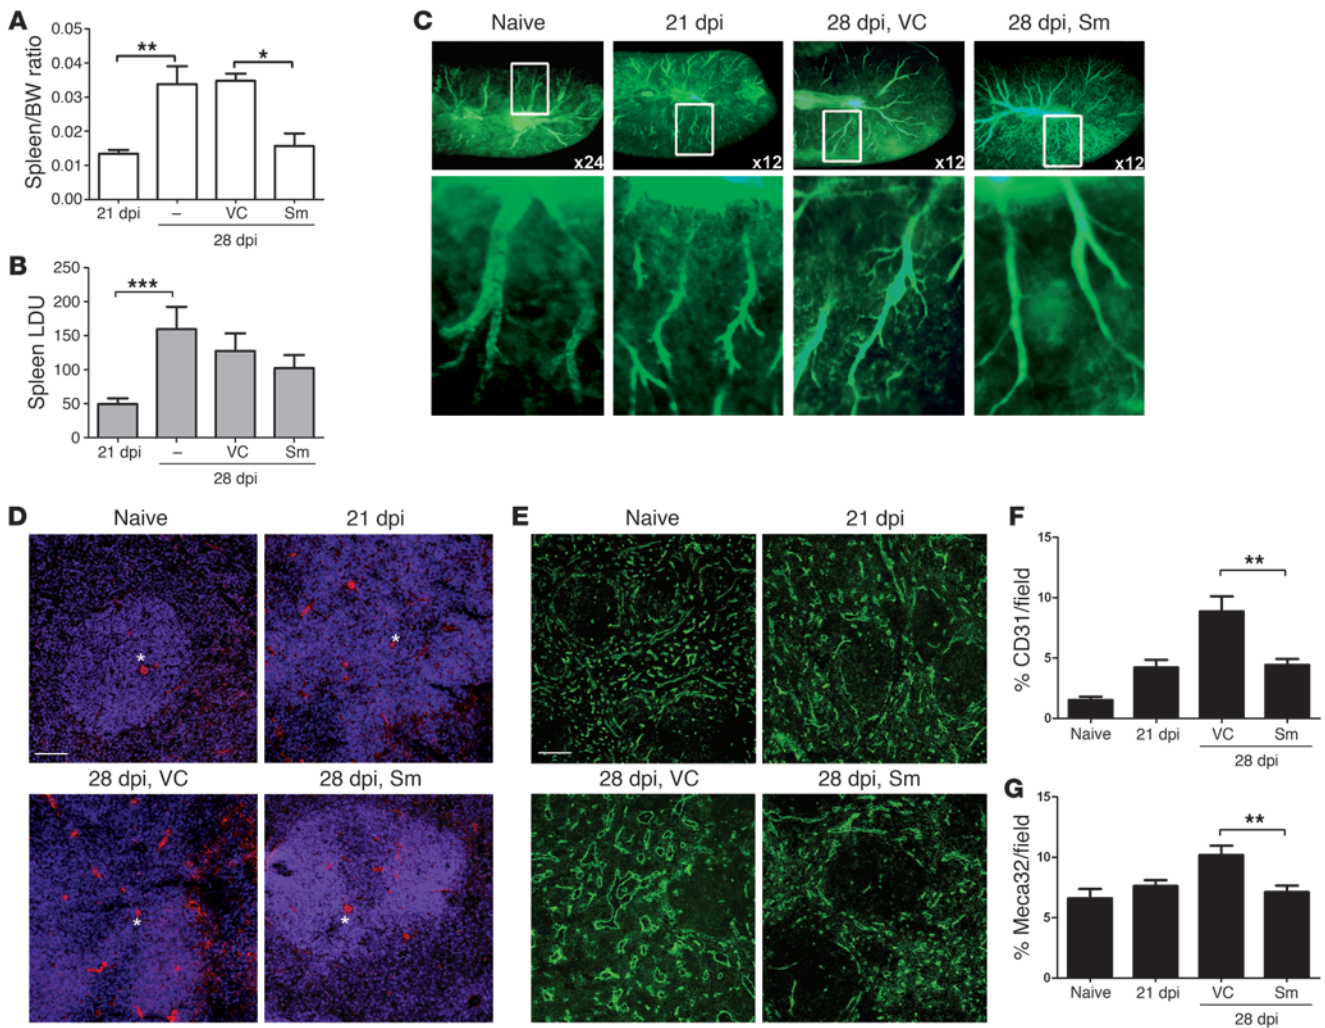 A
Spleen/BW ratio
0.05
0.04
0.03
0.02
0.01
0.00
**
*
21 dpi – VC Sm
28 dpi
B
Spleen LDU
250
200
150
100
50
0
***
21 dpi – VC Sm
28 dpi
C
Naive 21 dpi 28 dpi, VC 28 dpi, Sm
x24 x12 x12 x12
D
Naive 21 dpi
*
*
28 dpi, VC 28 dpi, Sm
*
*
E
Naive 21 dpi
28 dpi, VC 28 dpi, Sm
F
% CD31/field
15
10
5
0
**
Naive 21 dpi VC Sm
28 dpi
G
% Meca32/field
15
10
5
0
**
Naive 21 dpi VC Sm
28 dpi